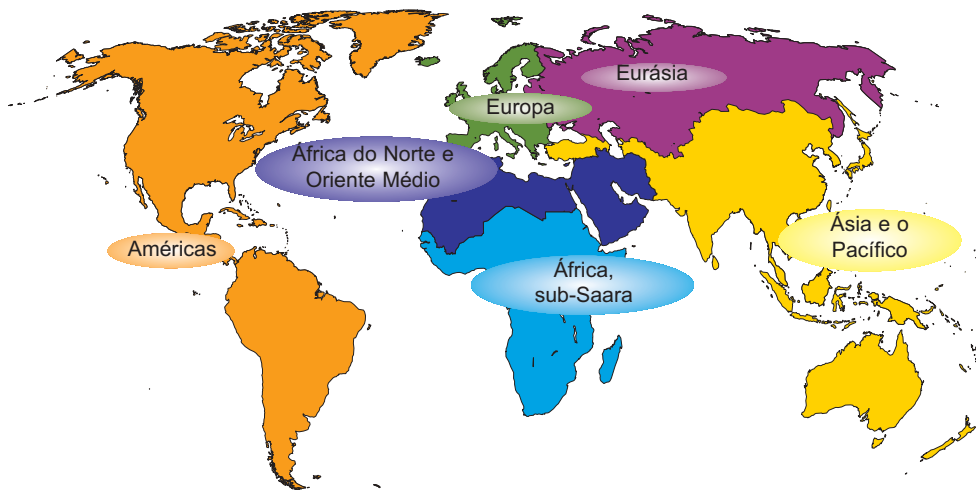 Eurásia
Europa
África do Norte e
Oriente Médio
Américas
Ásia e o
Pacífico
África,
sub-Saara